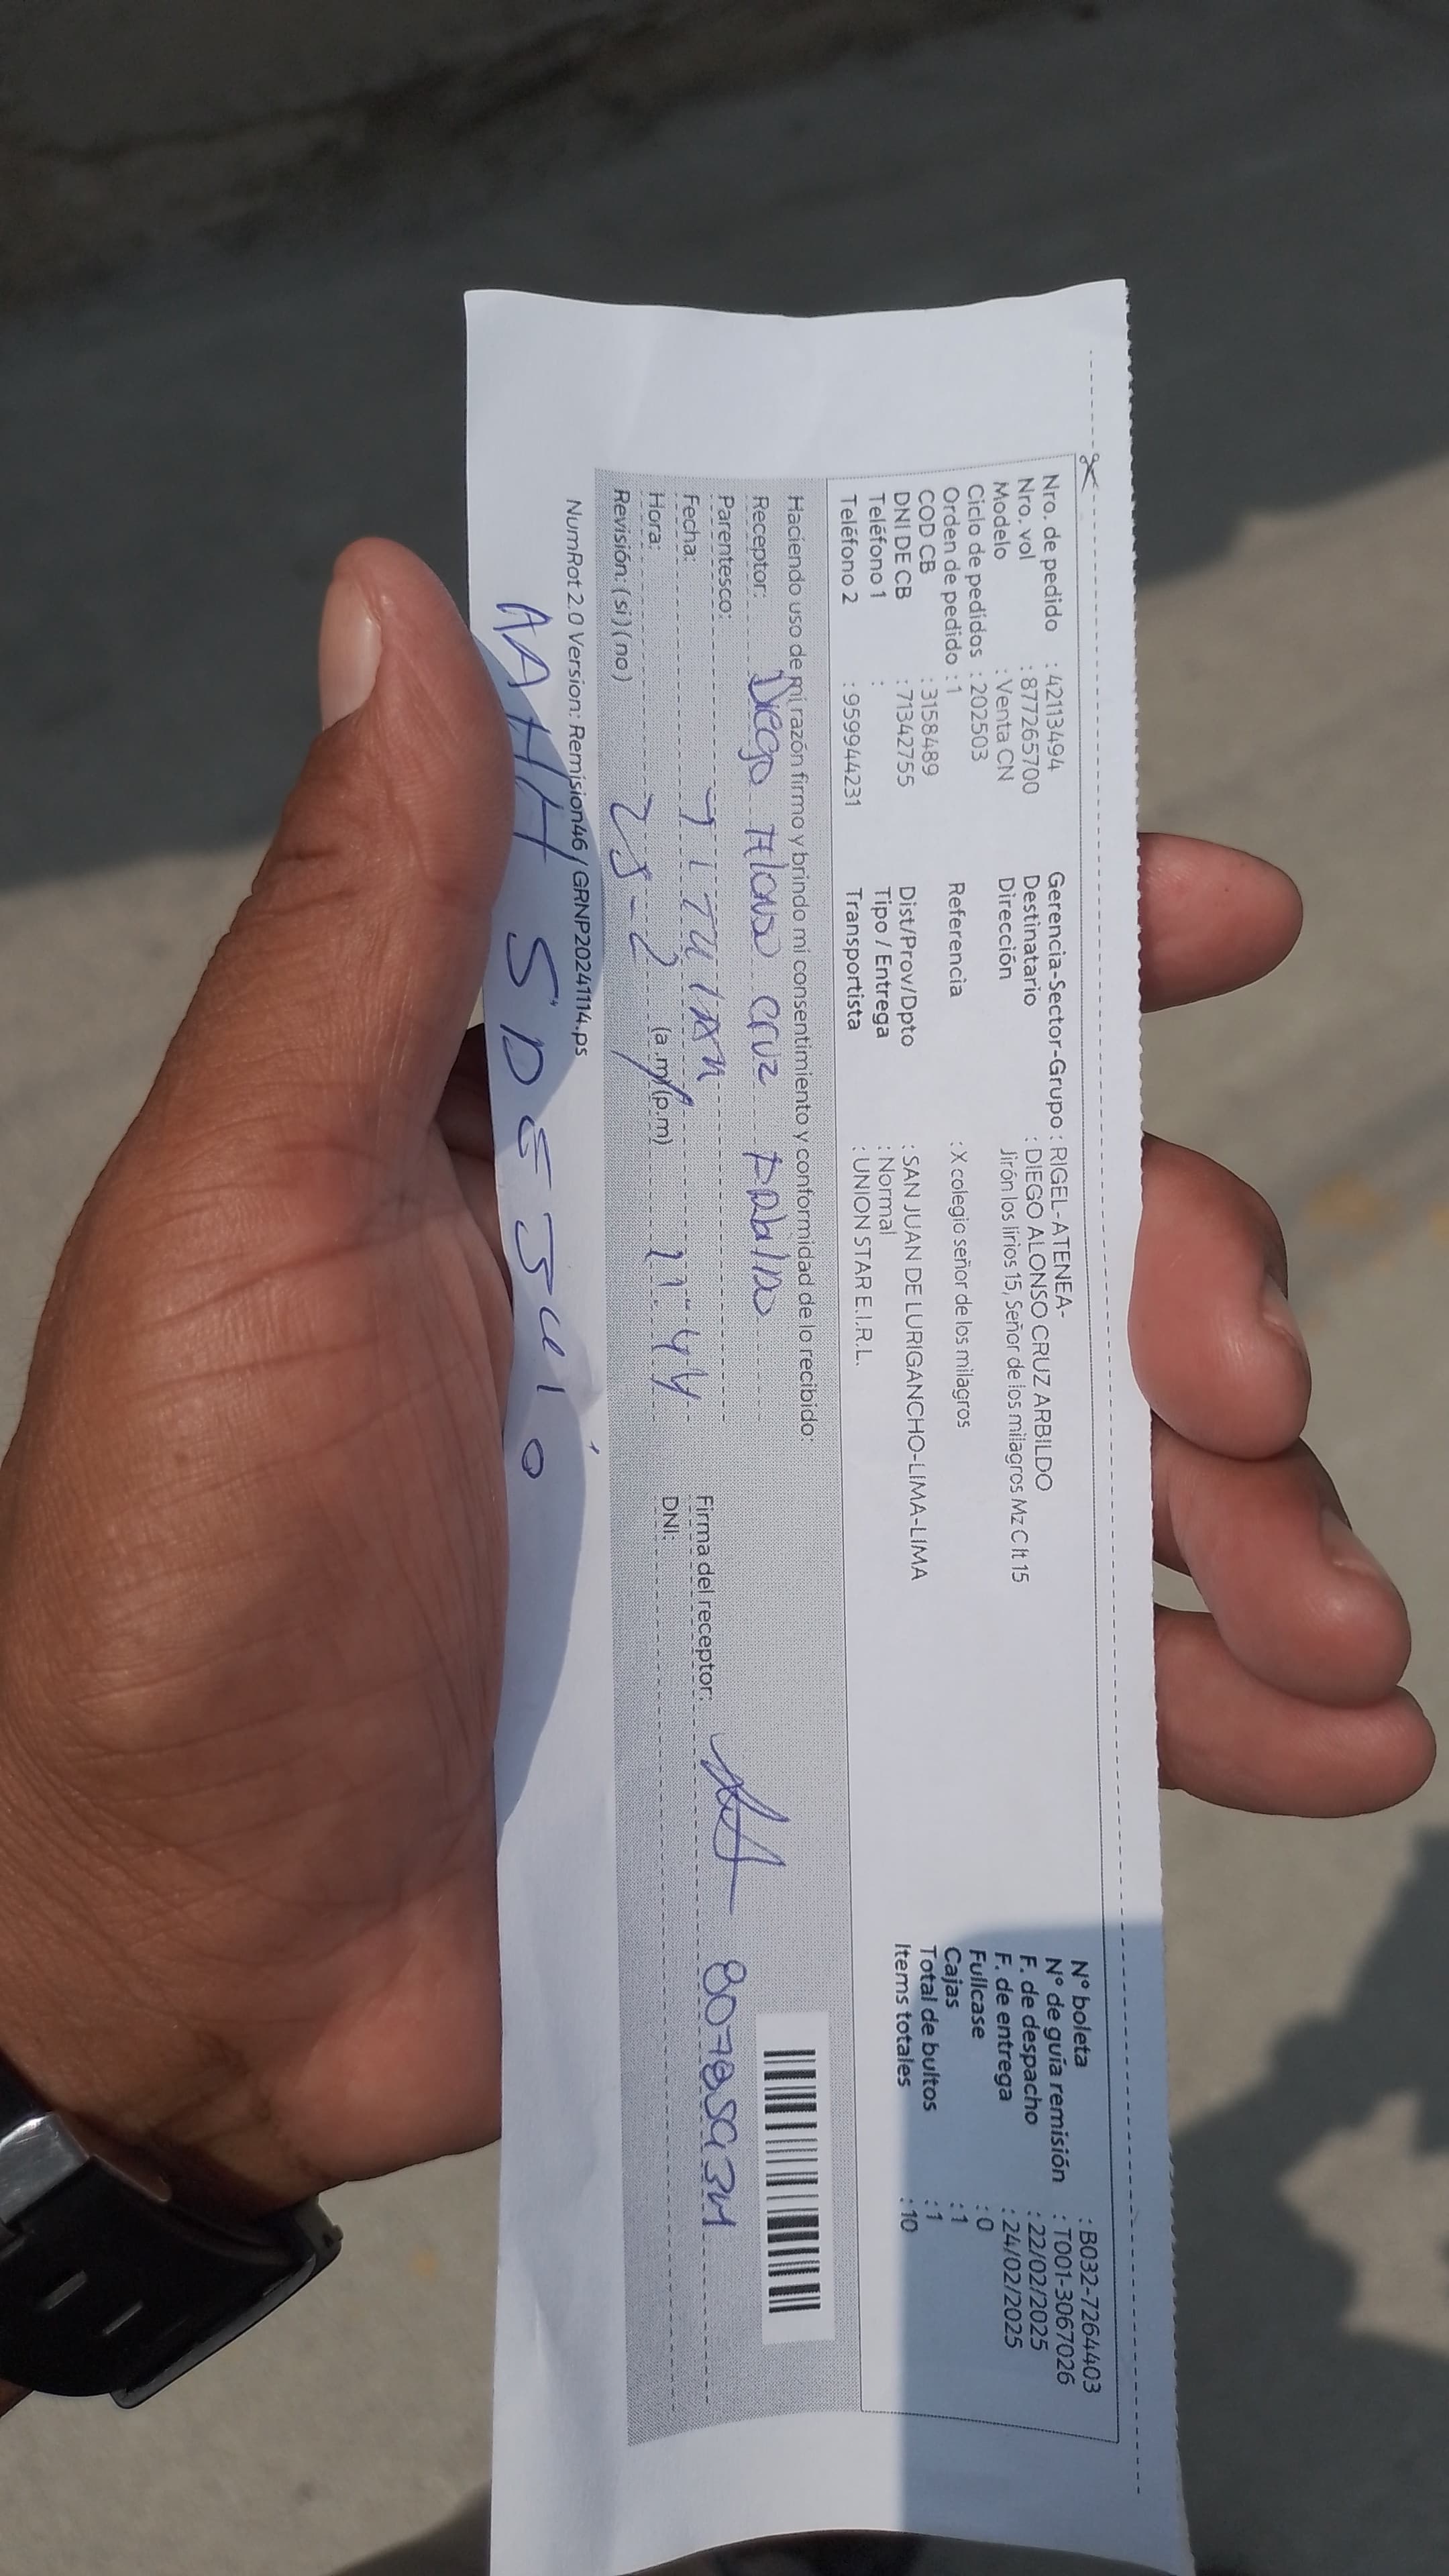 Nro. de pedido : 42113494
Nro. vol : 877265700
Modelo : Venta CN
Ciclo de pedidos : 202503
Orden de pedido : 1
COD CB : 3158489
DNI DE CB : 71342755
Teléfono 1 :
Teléfono 2 : 959944231
Gerencia-Sector-Grupo : RIGEL-ATENEA-
Destinatario : DIEGO ALONSO CRUZ ARBILDO
Dirección Jirón los lirios 15, Señor de los milagros Mz C lt 15
Referencia : X colegio señor de los milagros
Dist/Prov/Dpto : SAN JUAN DE LURIGANCHO-LIMA-LIMA
Tipo / Entrega : Normal
Transportista : UNION STAR E.I.R.L.
N° boleta : B032-7264403
N° de guía remisión : T001-3067026
F. de despacho : 22/02/2025
F. de entrega : 24/02/2025
Fullcase : 0
Cajas : 1
Total de bultos : 1
Items totales : 10
Haciendo uso de mi razón firmo y brindo mi consentimiento y conformidad de lo recibido:
Receptor: Diego Alonso Cruz
Parentesco:
Fecha:
Hora: 25-2 (a.m)(p.m) 11-44
Revisión: (si) (no)
Firma del receptor:
DNI:
NumRot 2.0 Version: Remision46 / GRNP20241114.ps